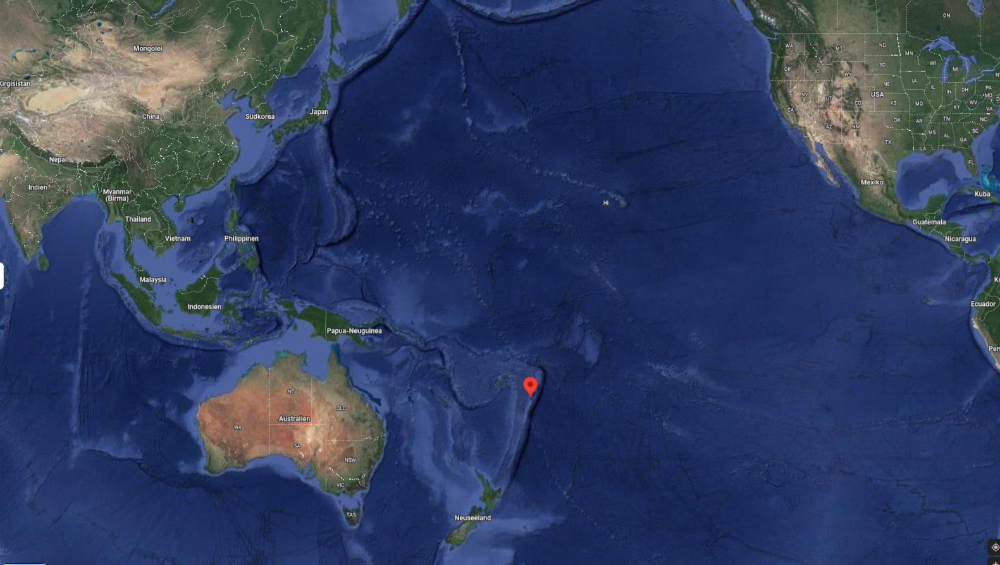 ON
Mongolei
WA
MT
ND
MN
OR
ID
SD
WI
MI
WY
Kirgisistan
NE
IA
PA
NV
UT
IL
IN
OH
MD
USA
CO
KS
MO
WV
KY
VA
CA
Japan
China
Südkorea
OK
AR
TN
NC
AZ
NM
MS
AL
SC
GA
TX
LA
Nepal
FL
Mexiko
Indien
Myanmar
(Birma)
Kuba
HI
Thailand
Guatemala
Vietnam
Philippinen
Nicaragua
Malaysia
Ecuador
Indonesien
Papua-Neuguinea
Peru
NT
QLD
Australien
WA
SA
NSW
VIC
TAS
Neuseeland